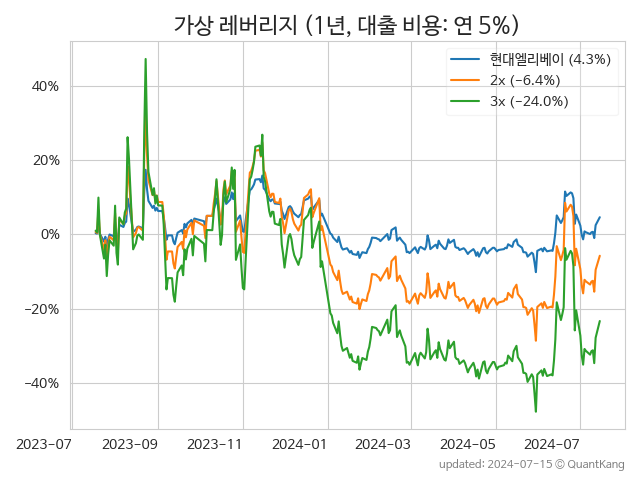 가상 레버리지 (1년, 대출 비용: 연 5%)
현대엘리베이 (4.3%)
2x (−6.4%)
3x (−24.0%)
40%
20%
0%
−20%
−40%
2023-07
2023-09
2023-11
2024-01
2024-03
2024-05
2024-07
updated: 2024-07-15 © QuantKang